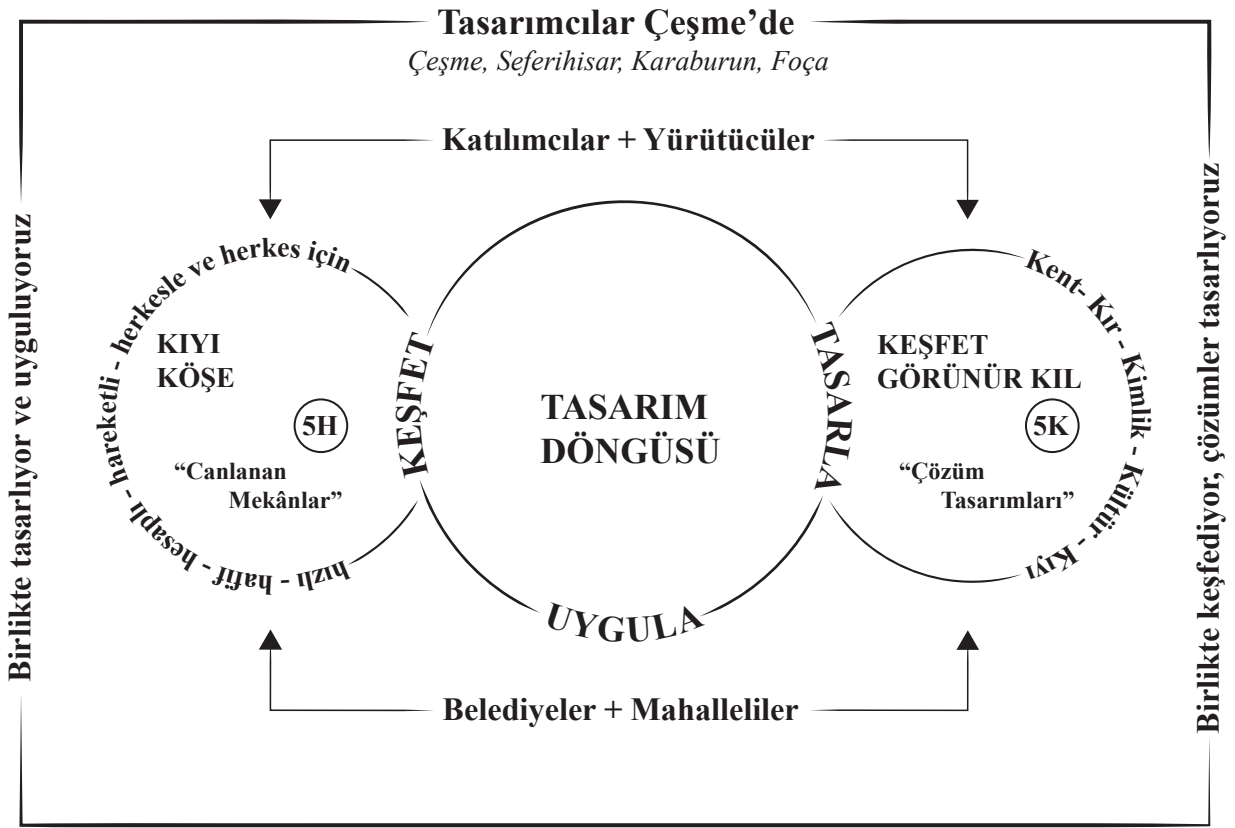 Tasarımcılar Çeşme’de
Çeşme, Seferihisar, Karaburun, Foça
Katılımcılar + Yürütücüler
Birlikte tasarlıyor ve uyguluyoruz
hızlı - hafif - hesaplı - hareketli - herkesle ve herkes için
KIYI
KÖŞE
5H
“Canlanan
Mekânlar”
KEŞFET
TASARIM
DÖNGÜSÜ
TASARLA
UYGULA
KEŞFET
GÖRÜNÜR KIL
5K
“Çözüm
Tasarımları”
Kent- Kır - Kimlik - Kültür - Kıyı
Birlikte keşfediyor, çözümler tasarlıyoruz
Belediyeler + Mahalleliler